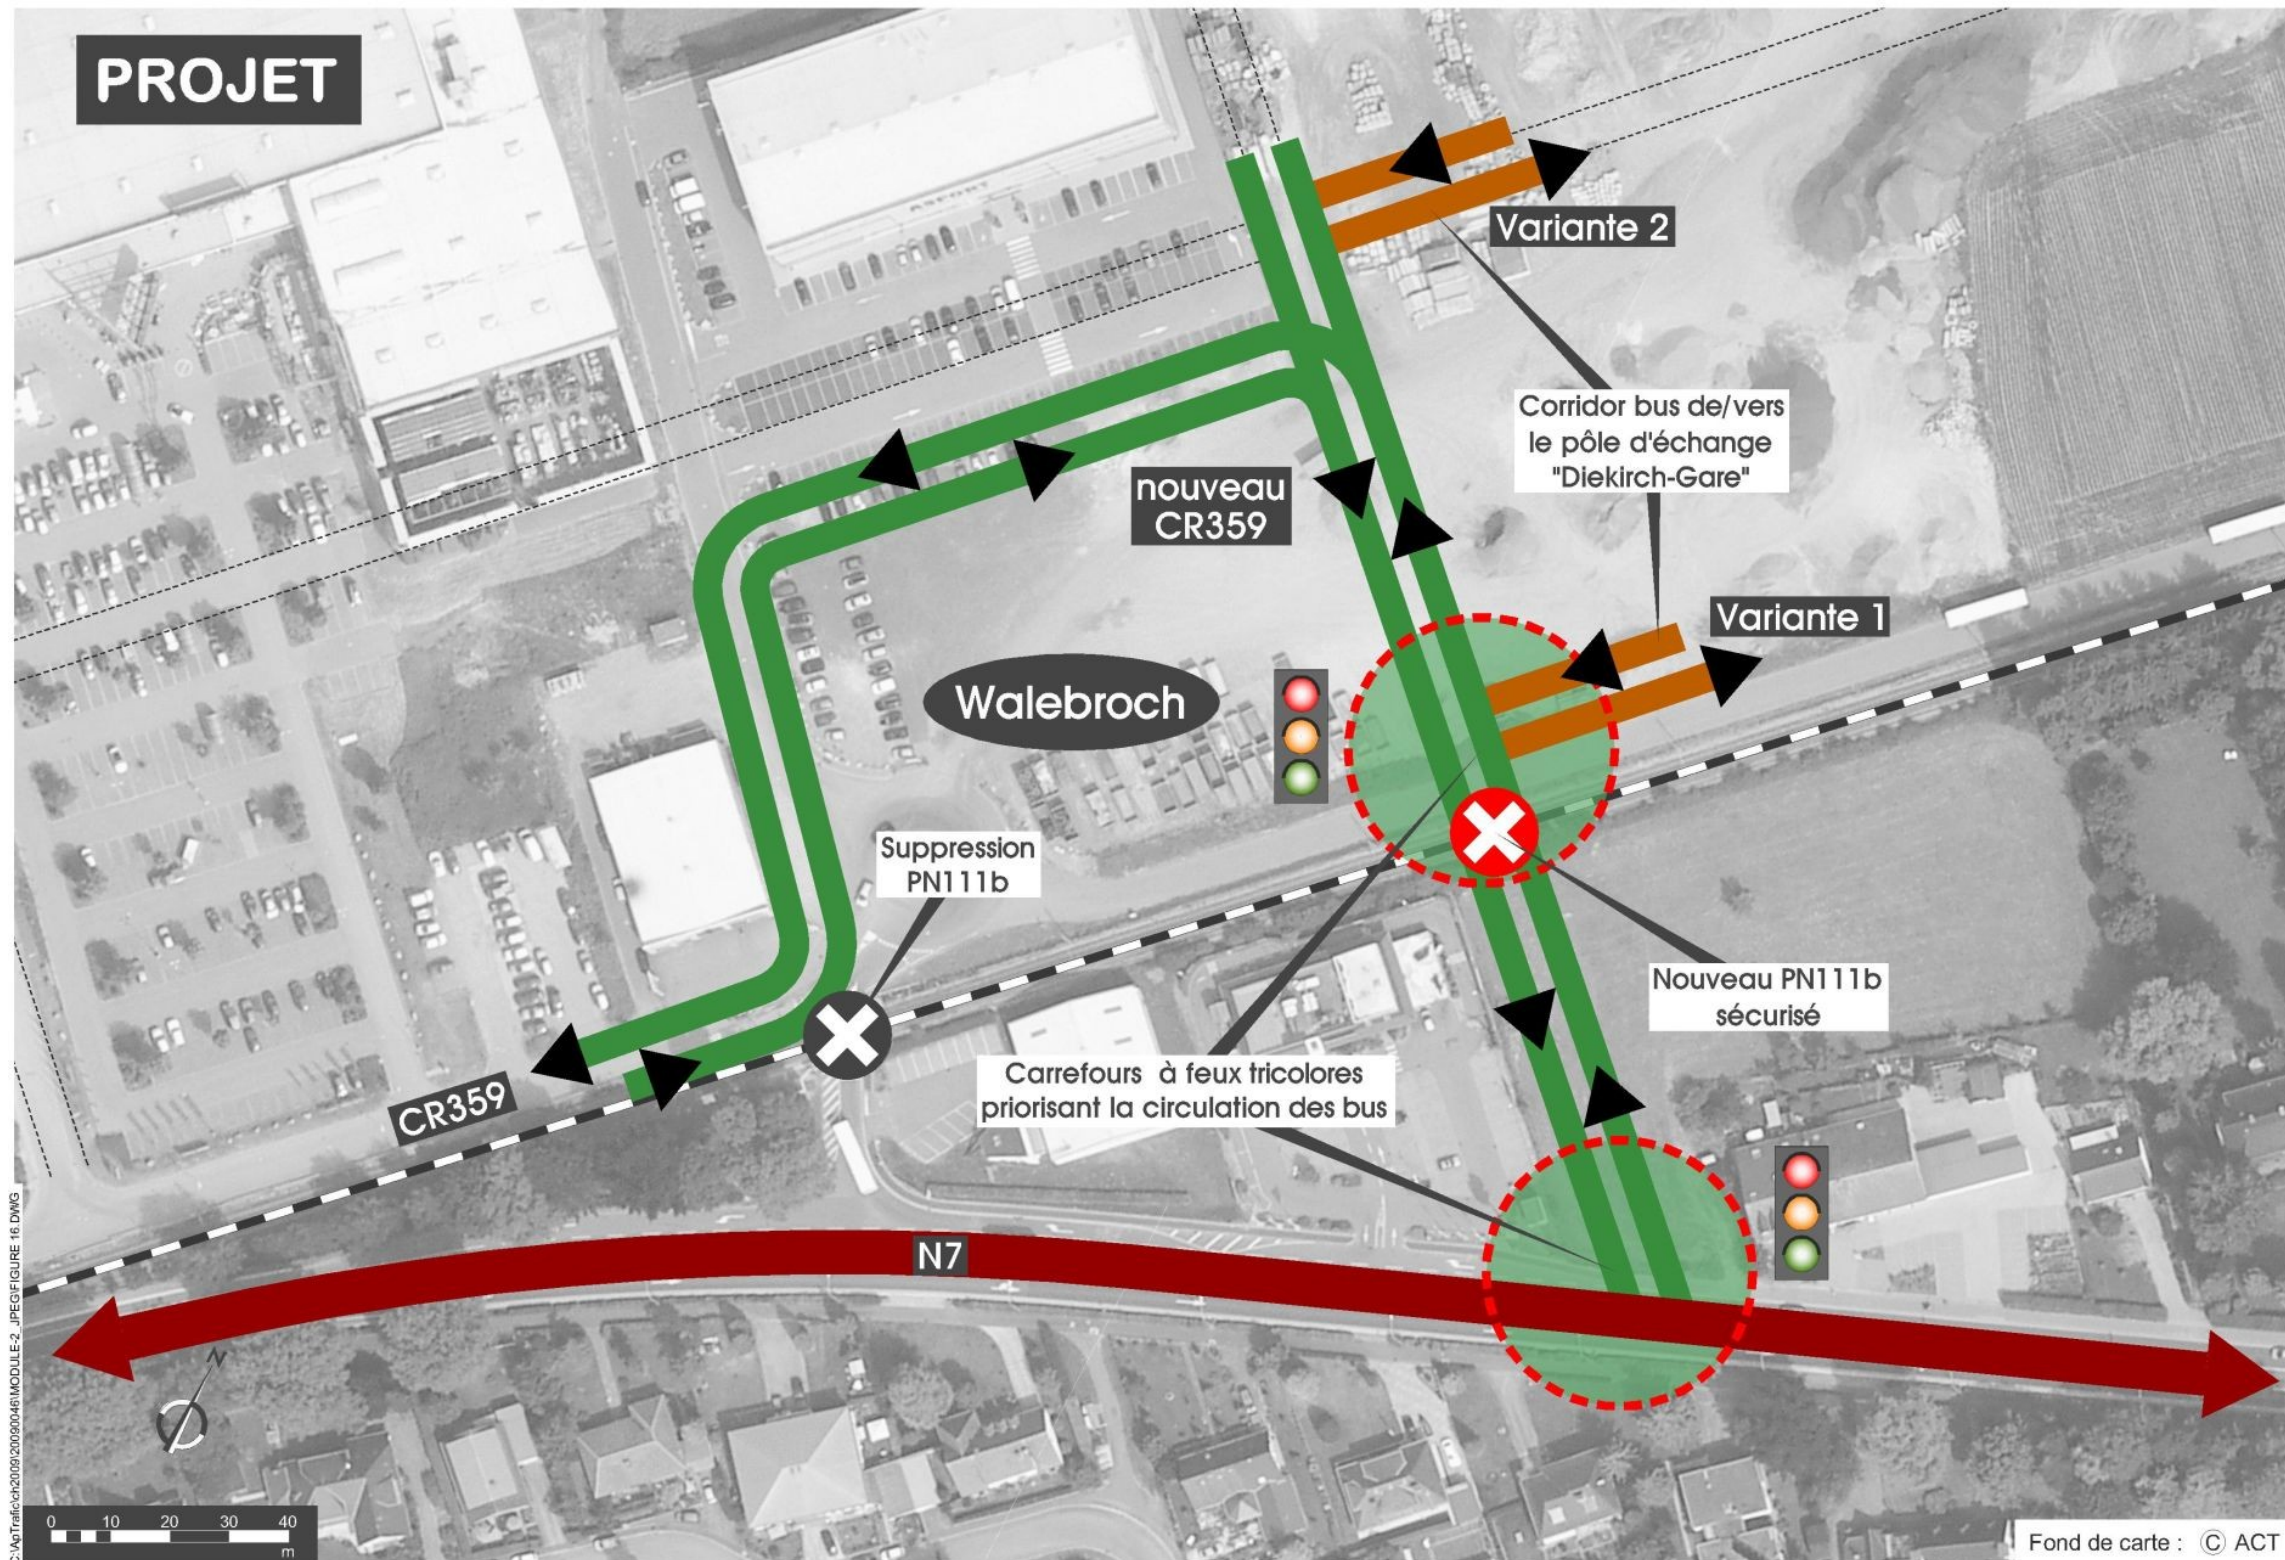 PROJET
ASPORT
Variante 2
Corridor bus de/vers
le pôle d'échange
"Diekirch-Gare"
nouveau
CR359
Variante 1
Walebroch
Suppression
PN111b
Nouveau PN111b
sécurisé
Carrefours à feux tricolores
priorisant la circulation des bus
CR359
N7
N
0 10 20 30 40
m
Fond de carte : © ACT